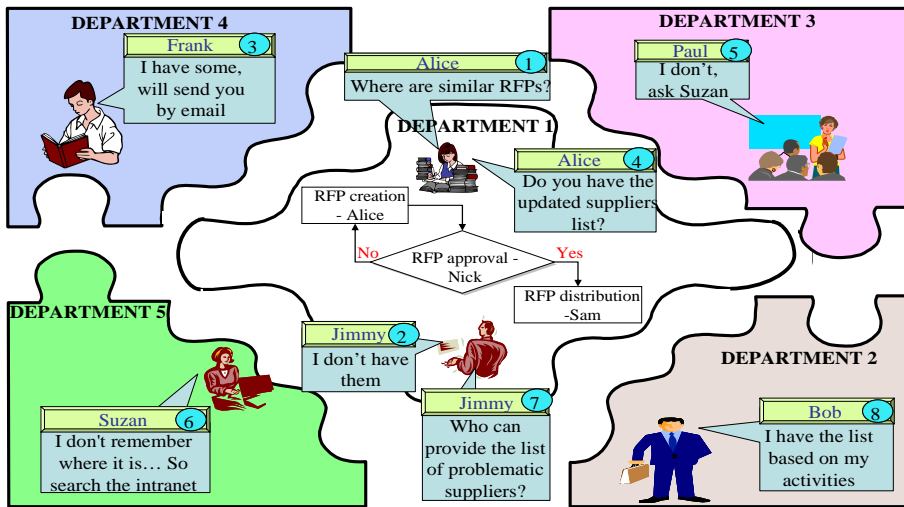 DEPARTMENT 4
Frank
3
I have some,
will send you
by email
Alice
1
Where are similar RFPs?
DEPARTMENT 3
Paul
5
I don't,
ask Suzan
DEPARTMENT 1
Alice
4
Do you have the
updated suppliers
list?
RFP creation
- Alice
No
RFP approval -
Nick
Yes
RFP distribution
-Sam
DEPARTMENT 5
Jimmy
2
I don't have
them
Suzan
6
I don't remember
where it is… So
search the intranet
Jimmy
7
Who can
provide the list
of problematic
suppliers?
DEPARTMENT 2
Bob
8
I have the list
based on my
activities